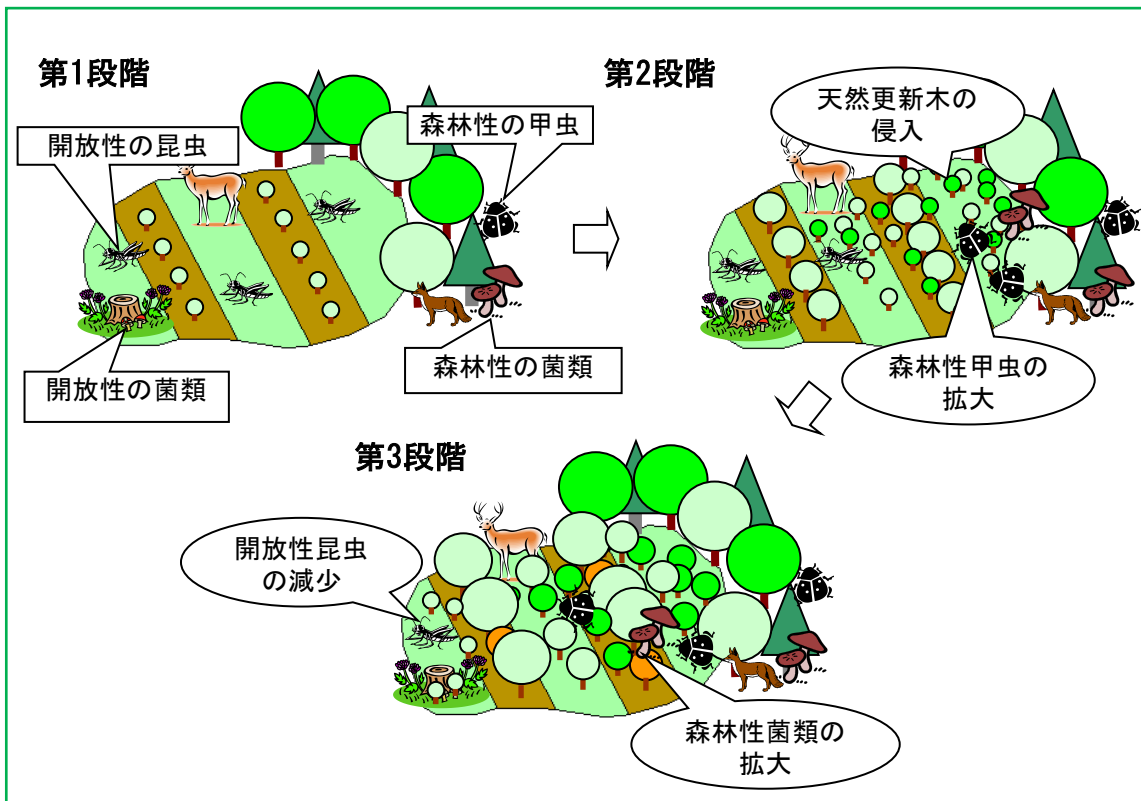 第1段階
開放性の昆虫
森林性の甲虫
開放性の菌類
森林性の菌類
第2段階
天然更新木の
侵入
森林性甲虫の
拡大
第3段階
開放性昆虫
の減少
森林性菌類の
拡大